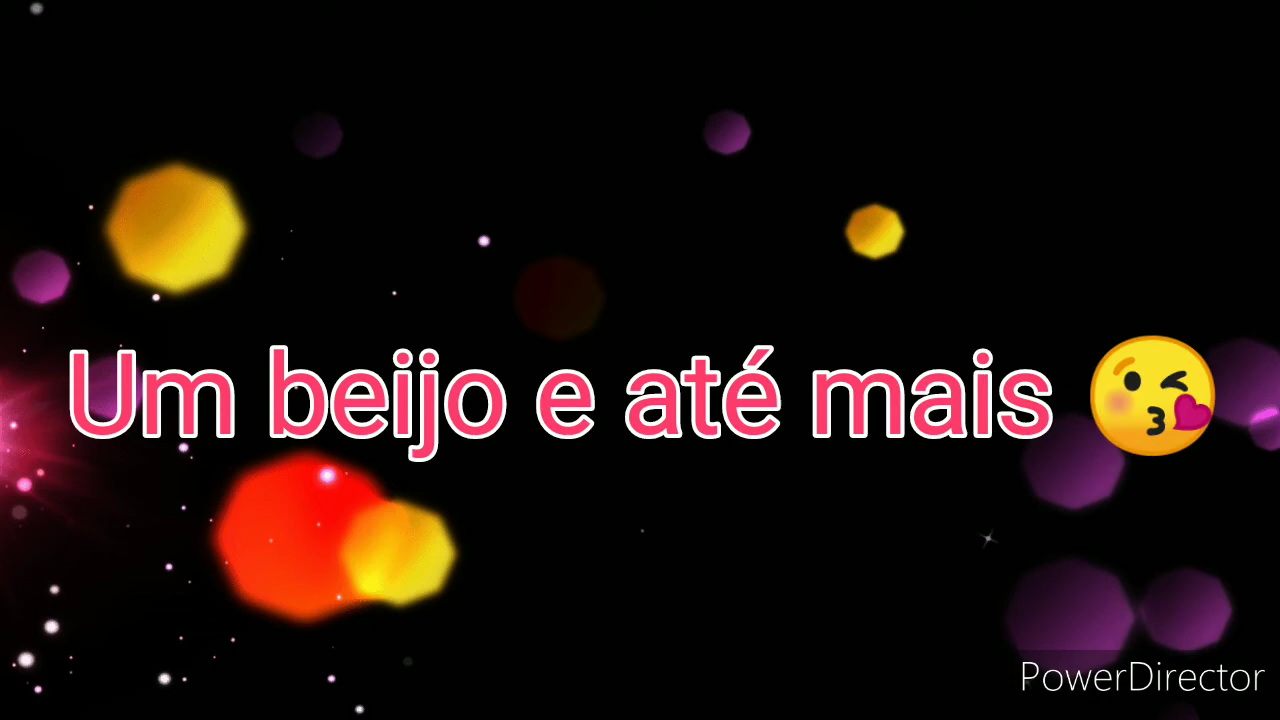 Um beijo e até mais 😘
PowerDirector